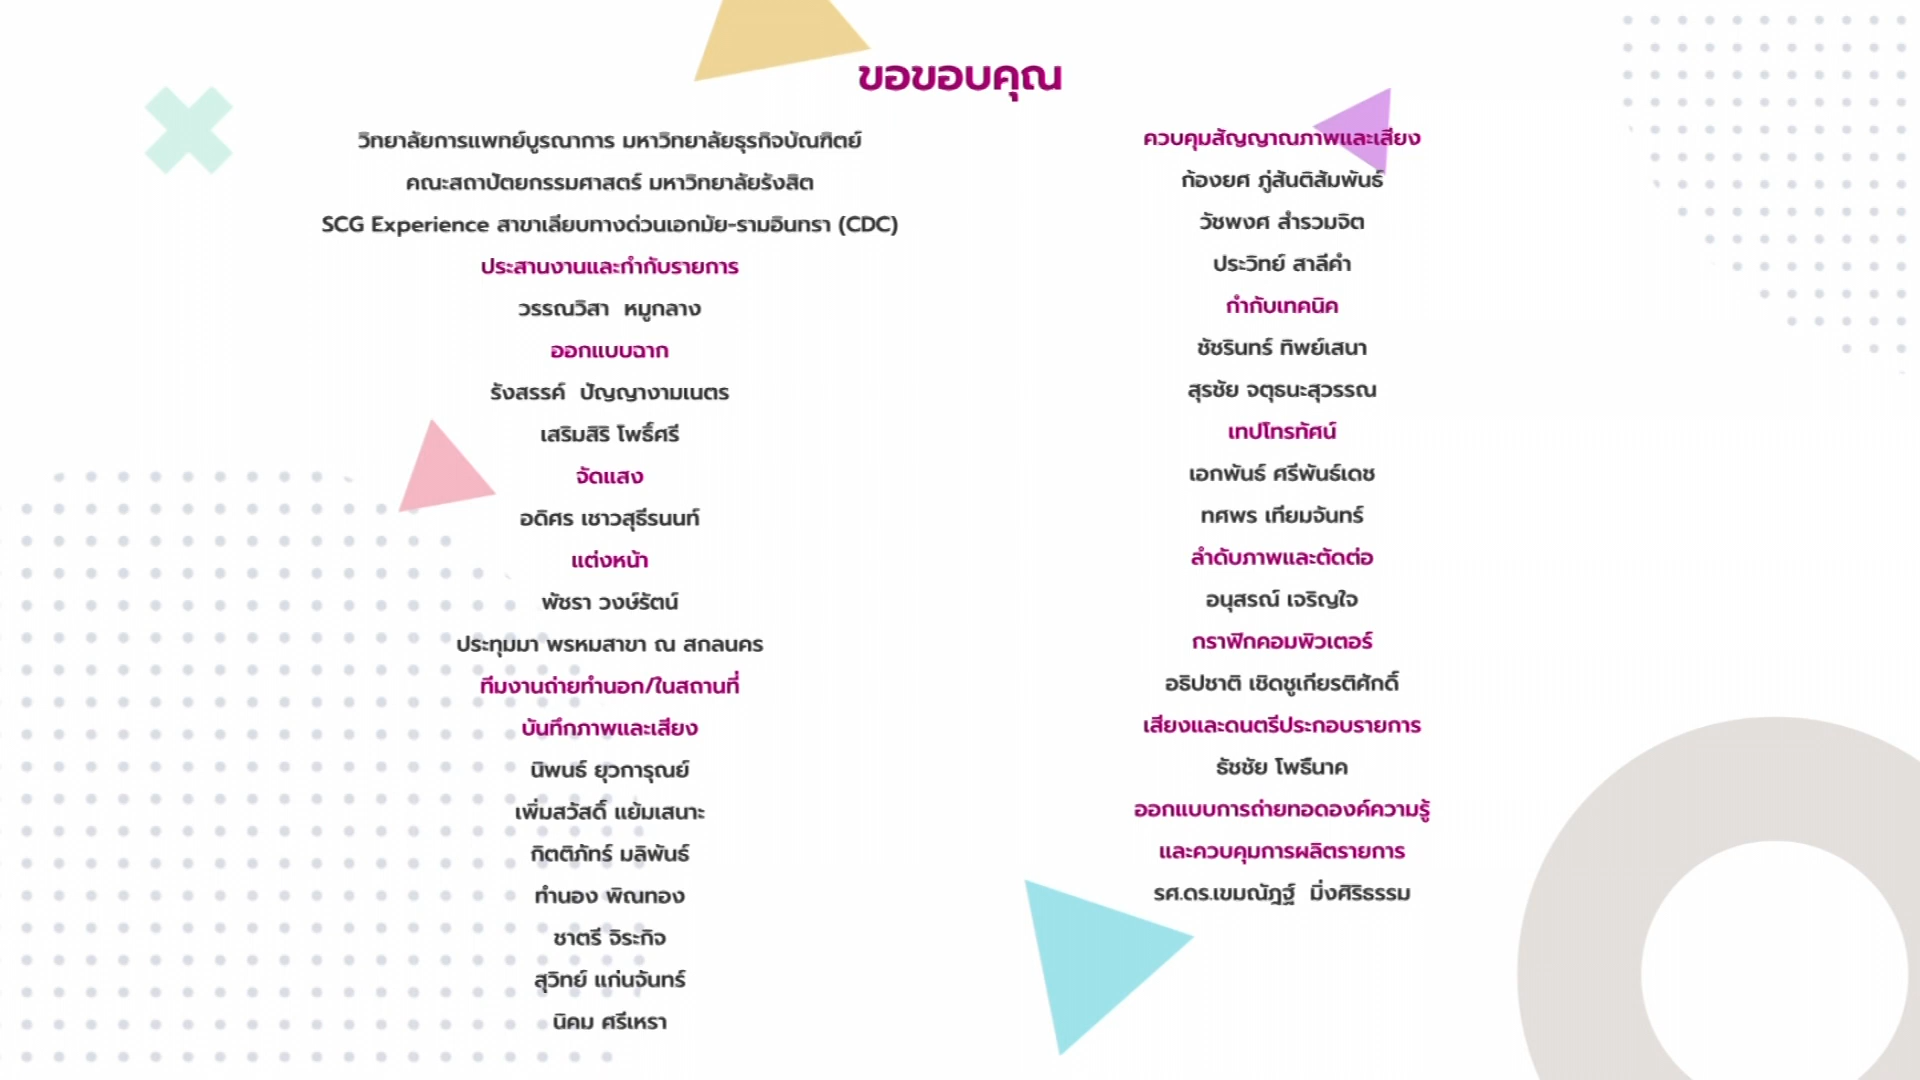 ขอขอบคุณ
วิทยาลัยการแพทย์บูรณาการ มหาวิทยาลัยธุรกิจบัณฑิตย์
คณะสถาปัตยกรรมศาสตร์ มหาวิทยาลัยรังสิต
SCG Experience สาขาเลียบทางด่วนเอกมัย-รามอินทรา (CDC)
ประสานงานและกำกับรายการ
วรรณวิสา หมูกลาง
ออกแบบฉาก
รังสรรค์ ปัญญางามเนตร
เสริมสิริ โพธิ์ศรี
จัดแสง
อดิศร เชาวสุธีรนนท์
แต่งหน้า
พัชรา วงษ์รัตน์
ประทุมมา พรหมสาขา ณ สกลนคร
ทีมงานถ่ายทำนอก/ในสถานที่
บันทึกภาพและเสียง
นิพนธ์ ยุวการุณย์
เพิ่มสวัสดิ์ แย้มเสนาะ
กิตติภัทร์ มลิพันธ์
ทำนอง พิณทอง
ชาตรี จิระกิจ
สุวิทย์ แก่นจันทร์
นิคม ศรีเหรา
ควบคุมสัญญาณภาพและเสียง
ก้องยศ ภู่สันติสัมพันธ์
วัชพงศ สำรวมจิต
ประวิทย์ สาลีคำ
กำกับเทคนิค
ชัชรินทร์ ทิพย์เสนา
สุรชัย จตุธนะสุวรรณ
เทปโทรทัศน์
เอกพันธ์ ศรีพันธ์เดช
ทศพร เทียมจันทร์
ลำดับภาพและตัดต่อ
อนุสรณ์ เจริญใจ
กราฟิกคอมพิวเตอร์
อธิปชาติ เชิดชูเกียรติศักดิ์
เสียงและดนตรีประกอบรายการ
ธัชชัย โพธืนาค
ออกแบบการถ่ายทอดองค์ความรู้
และควบคุมการผลิตรายการ
รศ.ดร.เขมณัฏฐ์ มิ่งศิริธรรม